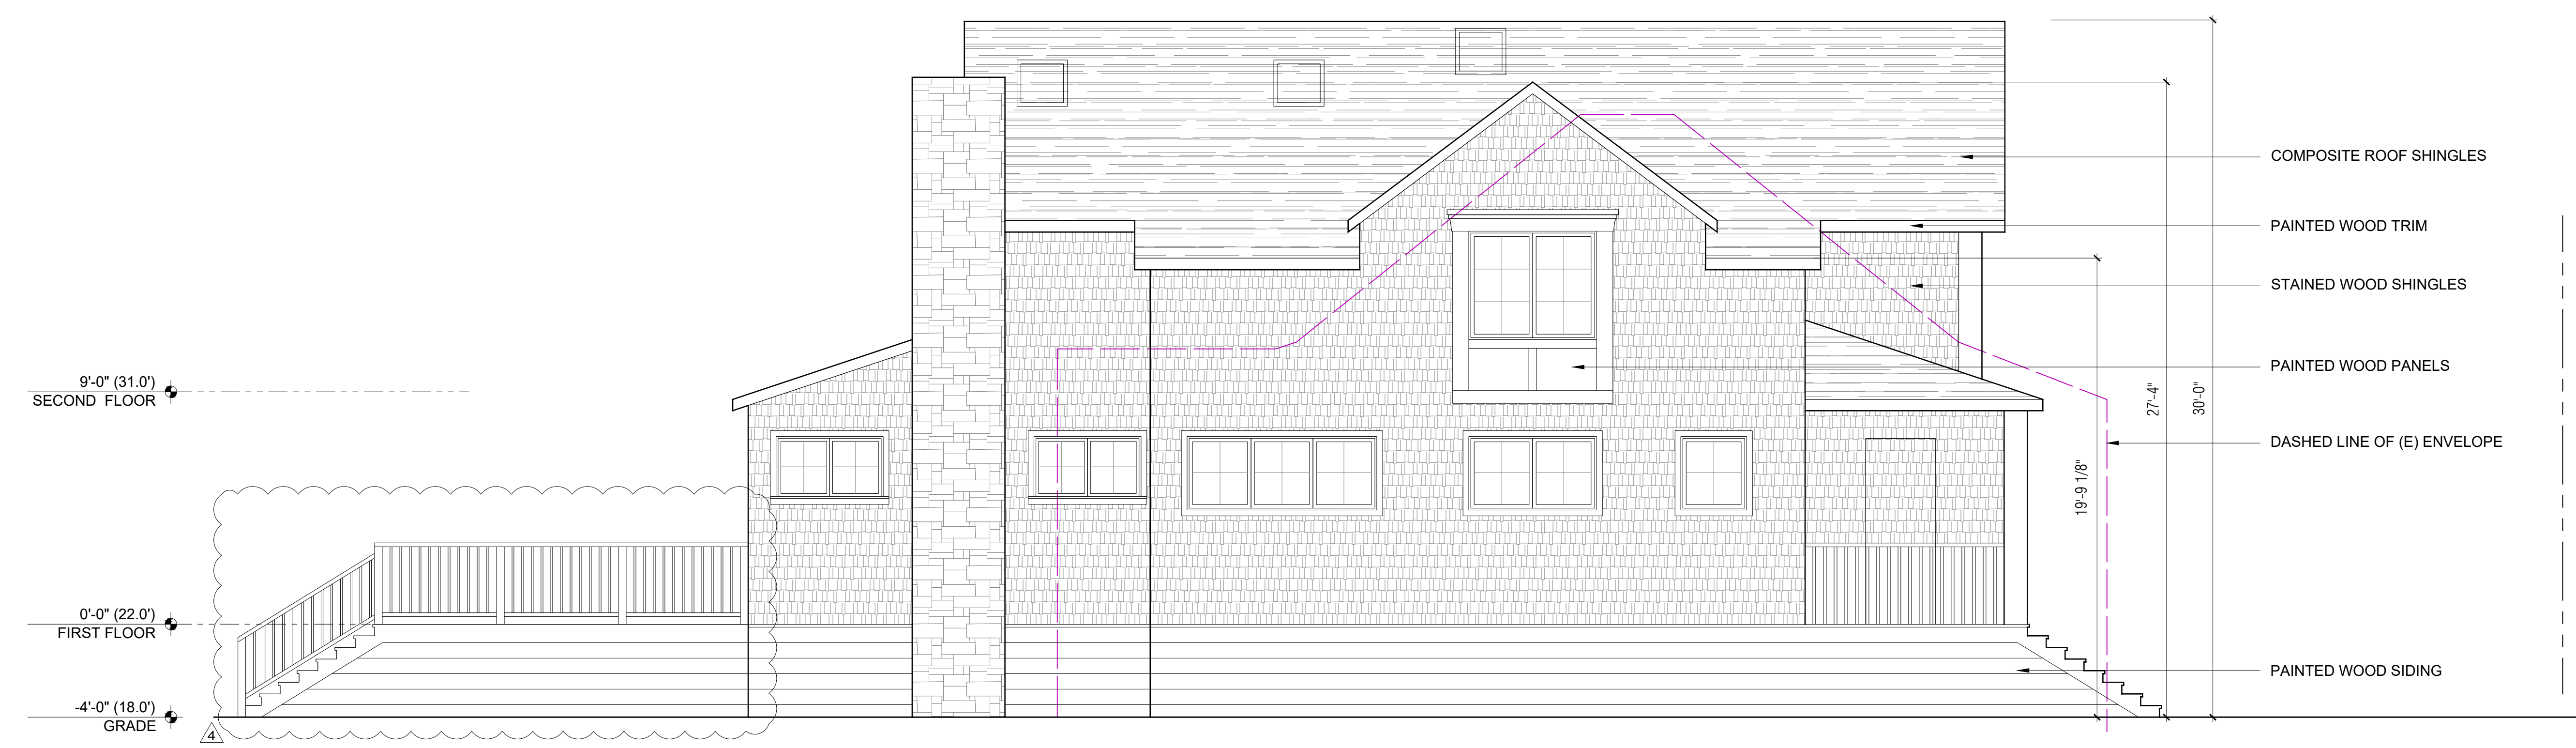 COMPOSITE ROOF SHINGLES
PAINTED WOOD TRIM
STAINED WOOD SHINGLES
PAINTED WOOD PANELS
9'-0" (31.0')
SECOND FLOOR
27'-4"
30'-0"
DASHED LINE OF (E) ENVELOPE
19'-9 1/8"
0'-0" (22.0')
FIRST FLOOR
PAINTED WOOD SIDING
-4'-0" (18.0')
GRADE
4